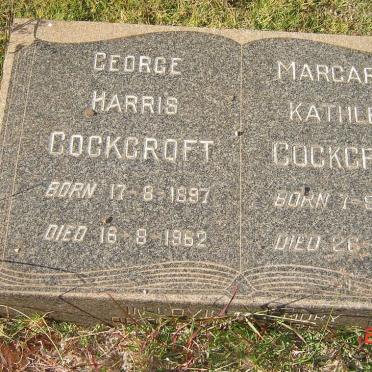 GEORGE
HARRIS
COCKCROFT
BORN 17-8-1897
DIED 16-8-1962
MARGAR
KATHLE
COCKCR
BORN 1-
DIED 26-